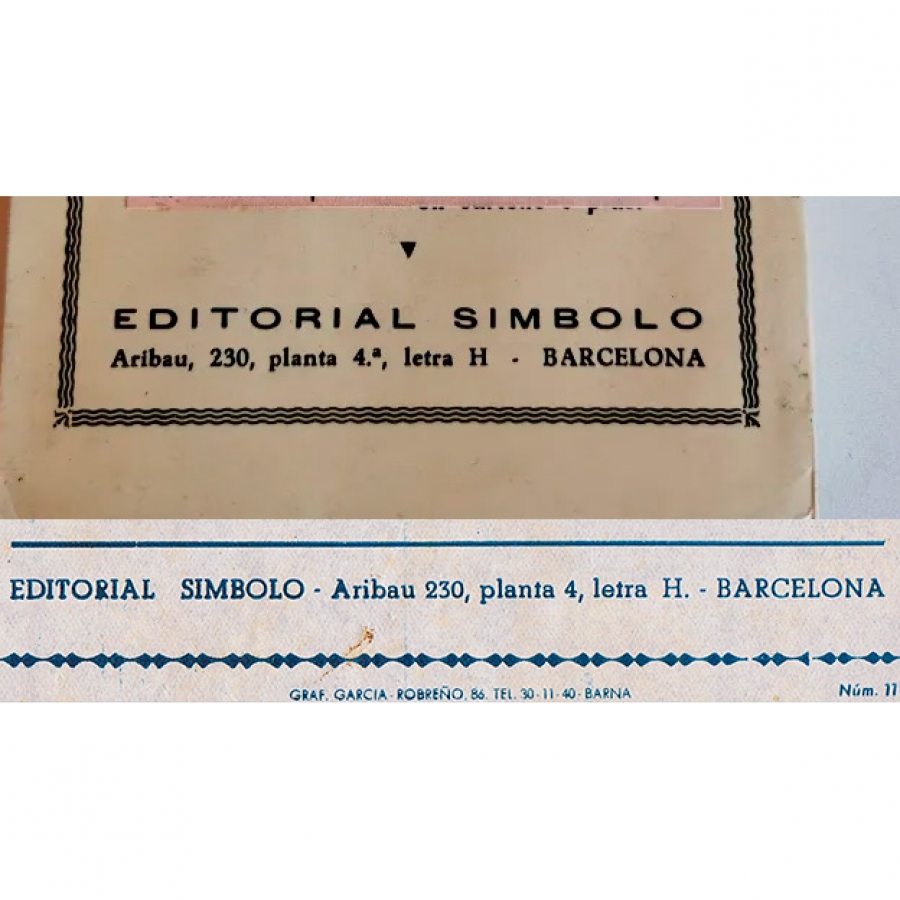 EDITORIAL SIMBOLO
Aribau, 230, planta 4.ª, letra H - BARCELONA
EDITORIAL SIMBOLO - Aribau 230, planta 4, letra H. - BARCELONA
GRAF. GARCIA - ROBREÑO, 86. TEL. 30-11-40 - BARNA
Núm. 11